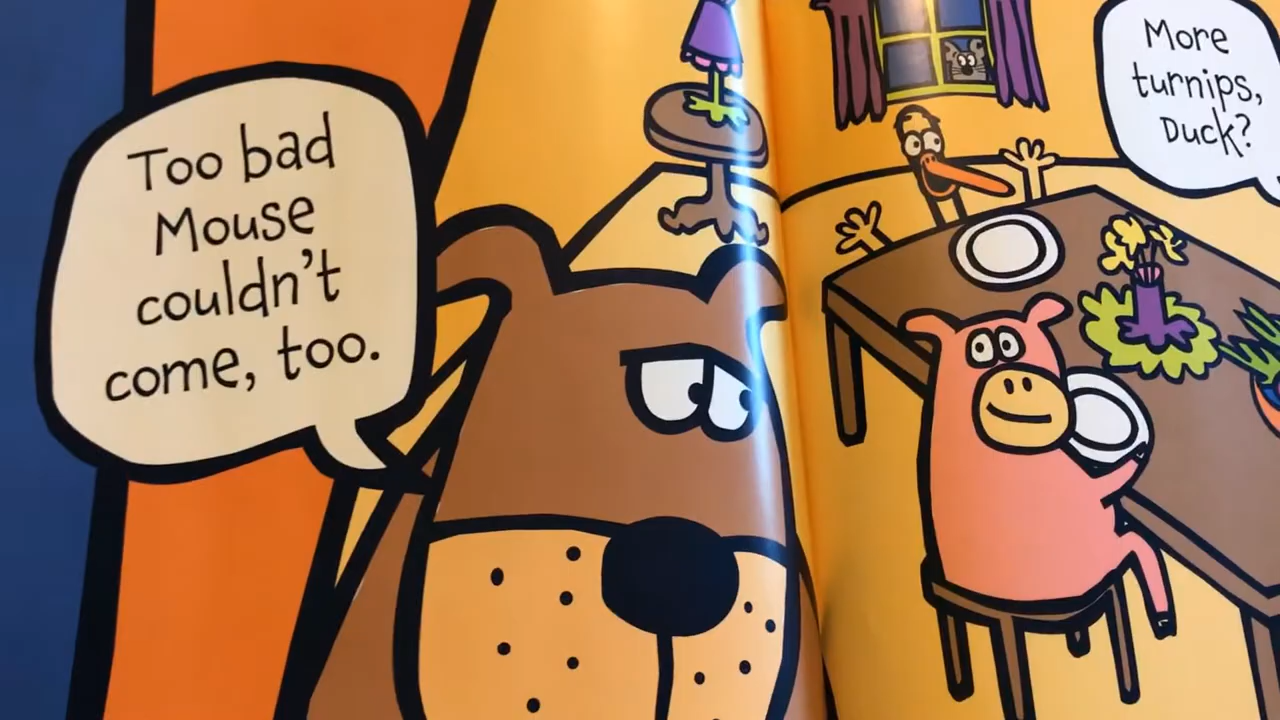 Too bad
Mouse
couldn't
come, too.
More
turnips,
Duck?